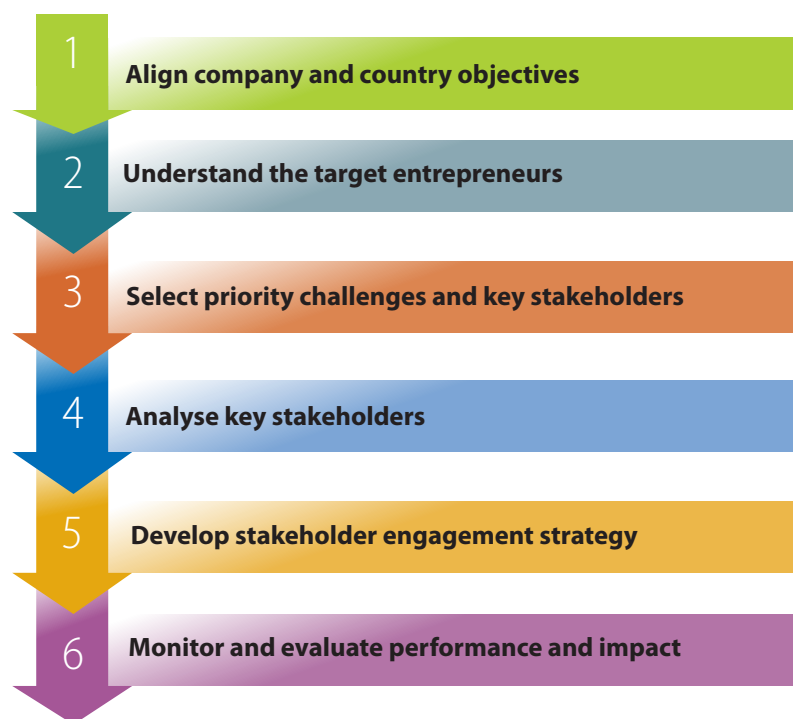 1
Align company and country objectives
2
Understand the target entrepreneurs
3
Select priority challenges and key stakeholders
4
Analyse key stakeholders
5
Develop stakeholder engagement strategy
6
Monitor and evaluate performance and impact